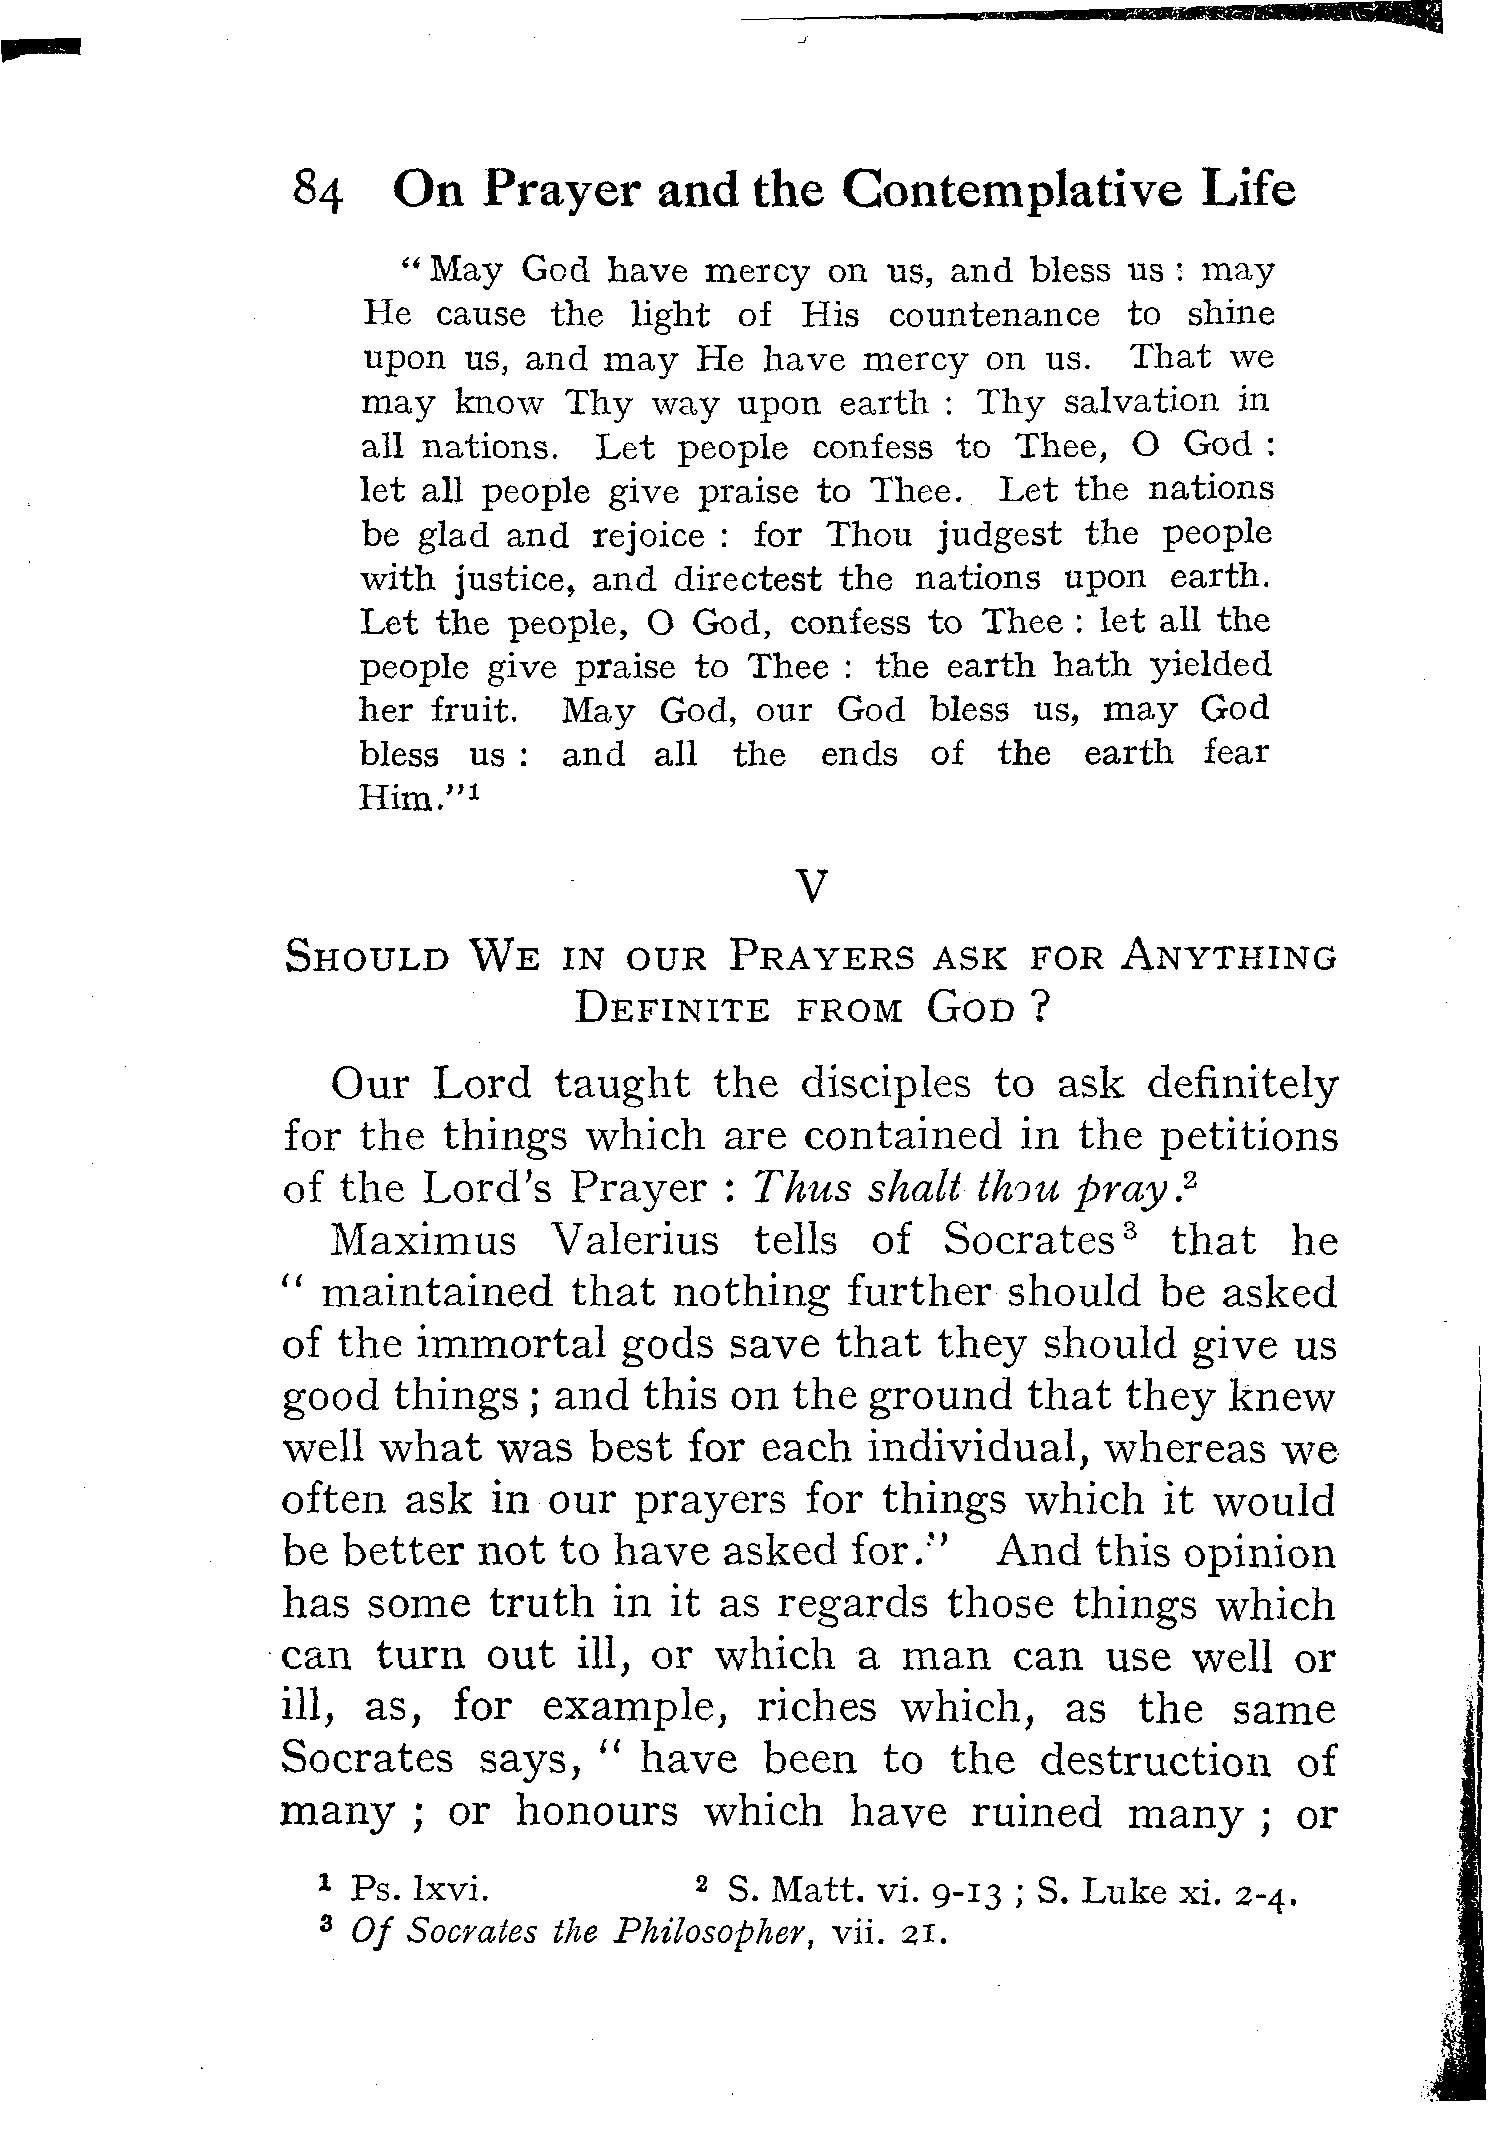 84 On Prayer and the Contemplative Life
“ May God have mercy on us, and bless us : may
He cause the light of His countenance to shine
upon us, and may He have mercy on us. That we
may know Thy way upon earth : Thy salvation in
all nations. Let people confess to Thee, O God :
let all people give praise to Thee. Let the nations
be glad and rejoice : for Thou judgest the people
with justice, and directest the nations upon earth.
Let the people, O God, confess to Thee : let all the
people give praise to Thee : the earth hath yielded
her fruit. May God, our God bless us, may God
bless us : and all the ends of the earth fear
Him.”¹
V
SHOULD WE IN OUR PRAYERS ASK FOR ANYTHING
DEFINITE FROM GOD ?
Our Lord taught the disciples to ask definitely
for the things which are contained in the petitions
of the Lord’s Prayer : Thus shalt thou pray.²
Maximus Valerius tells of Socrates³ that he
“ maintained that nothing further should be asked
of the immortal gods save that they should give us
good things ; and this on the ground that they knew
well what was best for each individual, whereas we
often ask in our prayers for things which it would
be better not to have asked for.” And this opinion
has some truth in it as regards those things which
can turn out ill, or which a man can use well or
ill, as, for example, riches which, as the same
Socrates says, “ have been to the destruction of
many ; or honours which have ruined many ; or
¹ Ps. lxvi. ² S. Matt. vi. 9-13 ; S. Luke xi. 2-4.
³ Of Socrates the Philosopher, vii. 21.